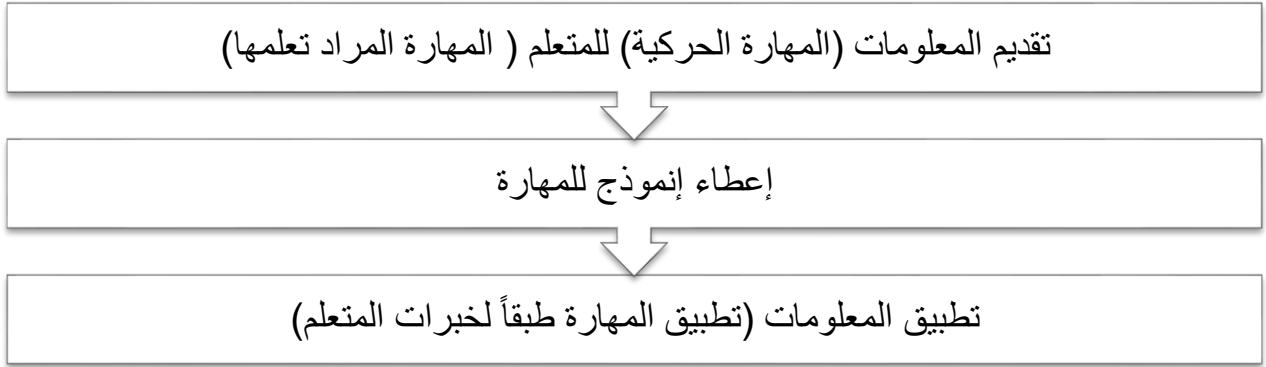 تقديم المعلومات (المهارة الحركية) للمتعلم ( المهارة المراد تعلمها)
إعطاء إنموذج للمهارة
تطبيق المعلومات (تطبيق المهارة طبقاً لخبرات المتعلم)